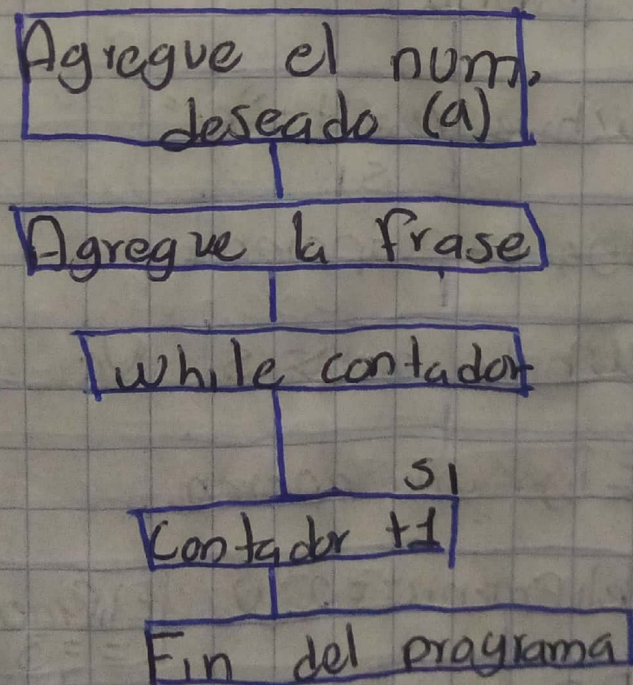 Agregue el num.
deseado (a)
Agregue la frase
While contador
SI
Contador +1
Fin del programa